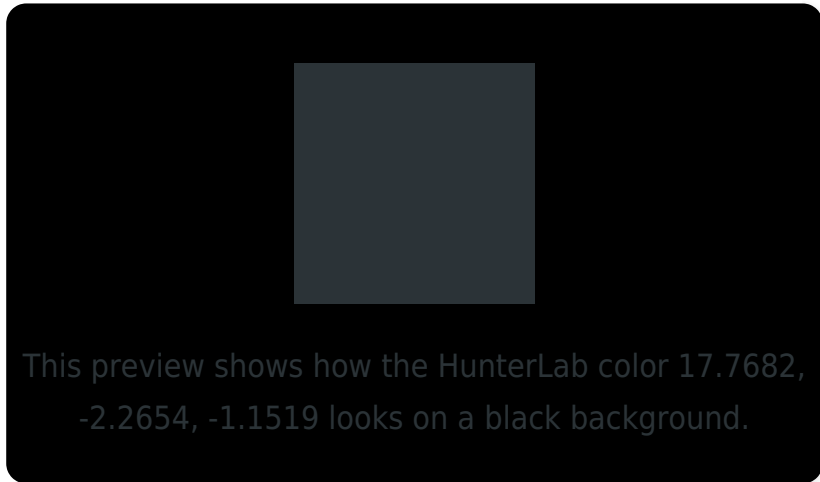 This preview shows how the HunterLab color 17.7682,
-2.2654, -1.1519 looks on a black background.